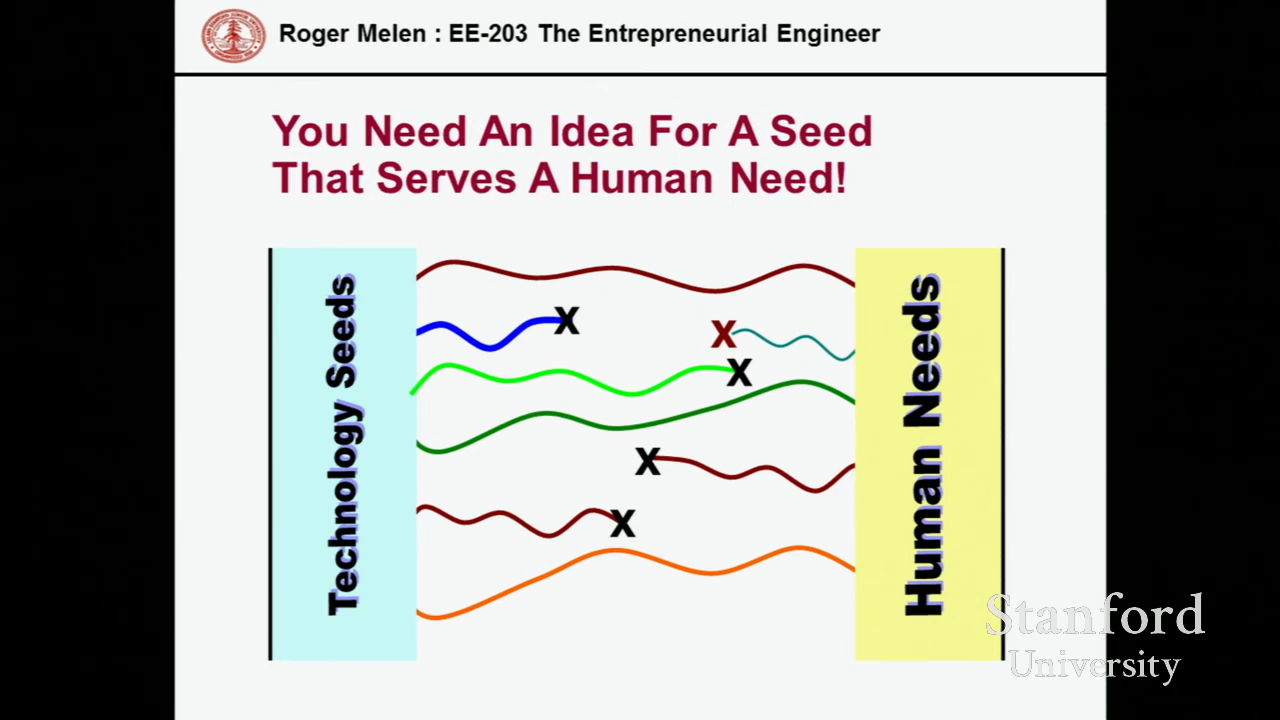 Roger Melen : EE-203 The Entrepreneurial Engineer
You Need An Idea For A Seed
That Serves A Human Need!
Technology Seeds
X
X
X
X
X
Human Needs
Stanford
University